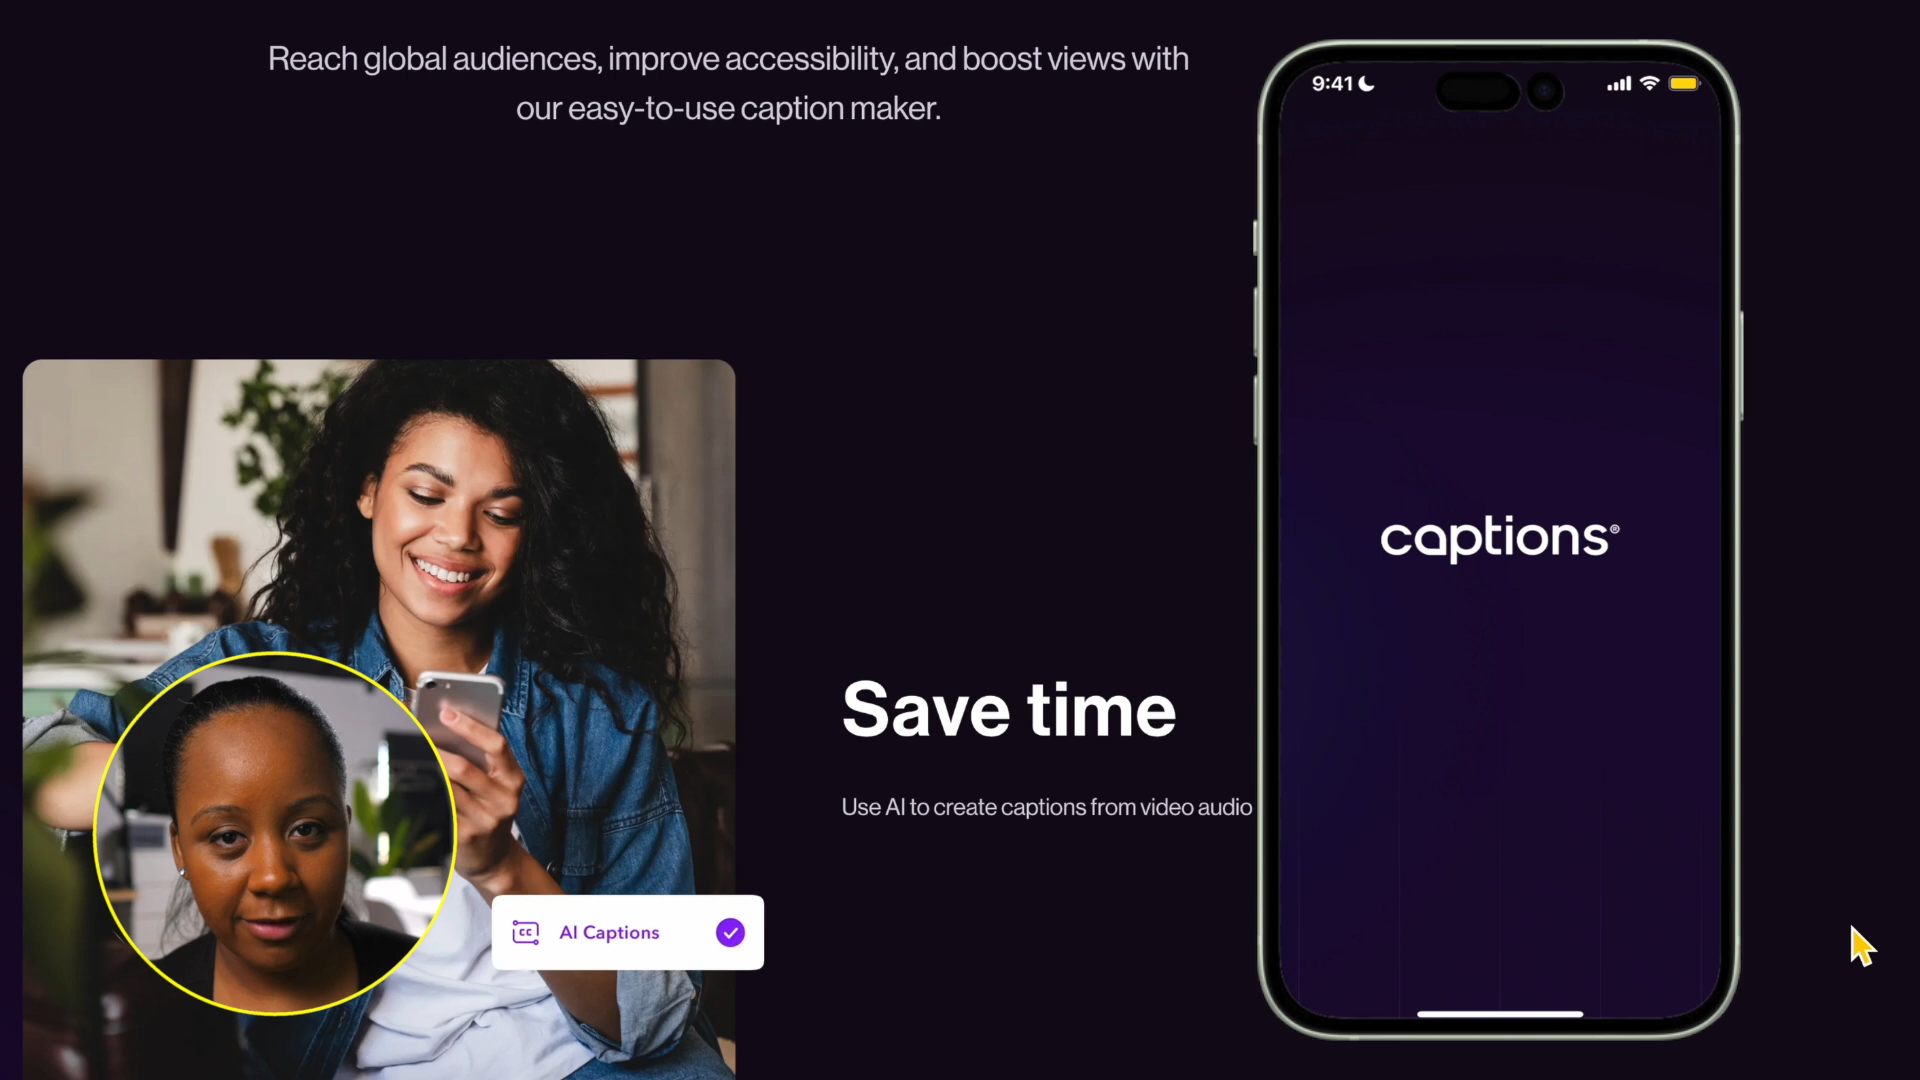 Reach global audiences, improve accessibility, and boost views with
our easy-to-use caption maker.
9:41
captions®
Save time
Use AI to create captions from video audio
CC AI Captions